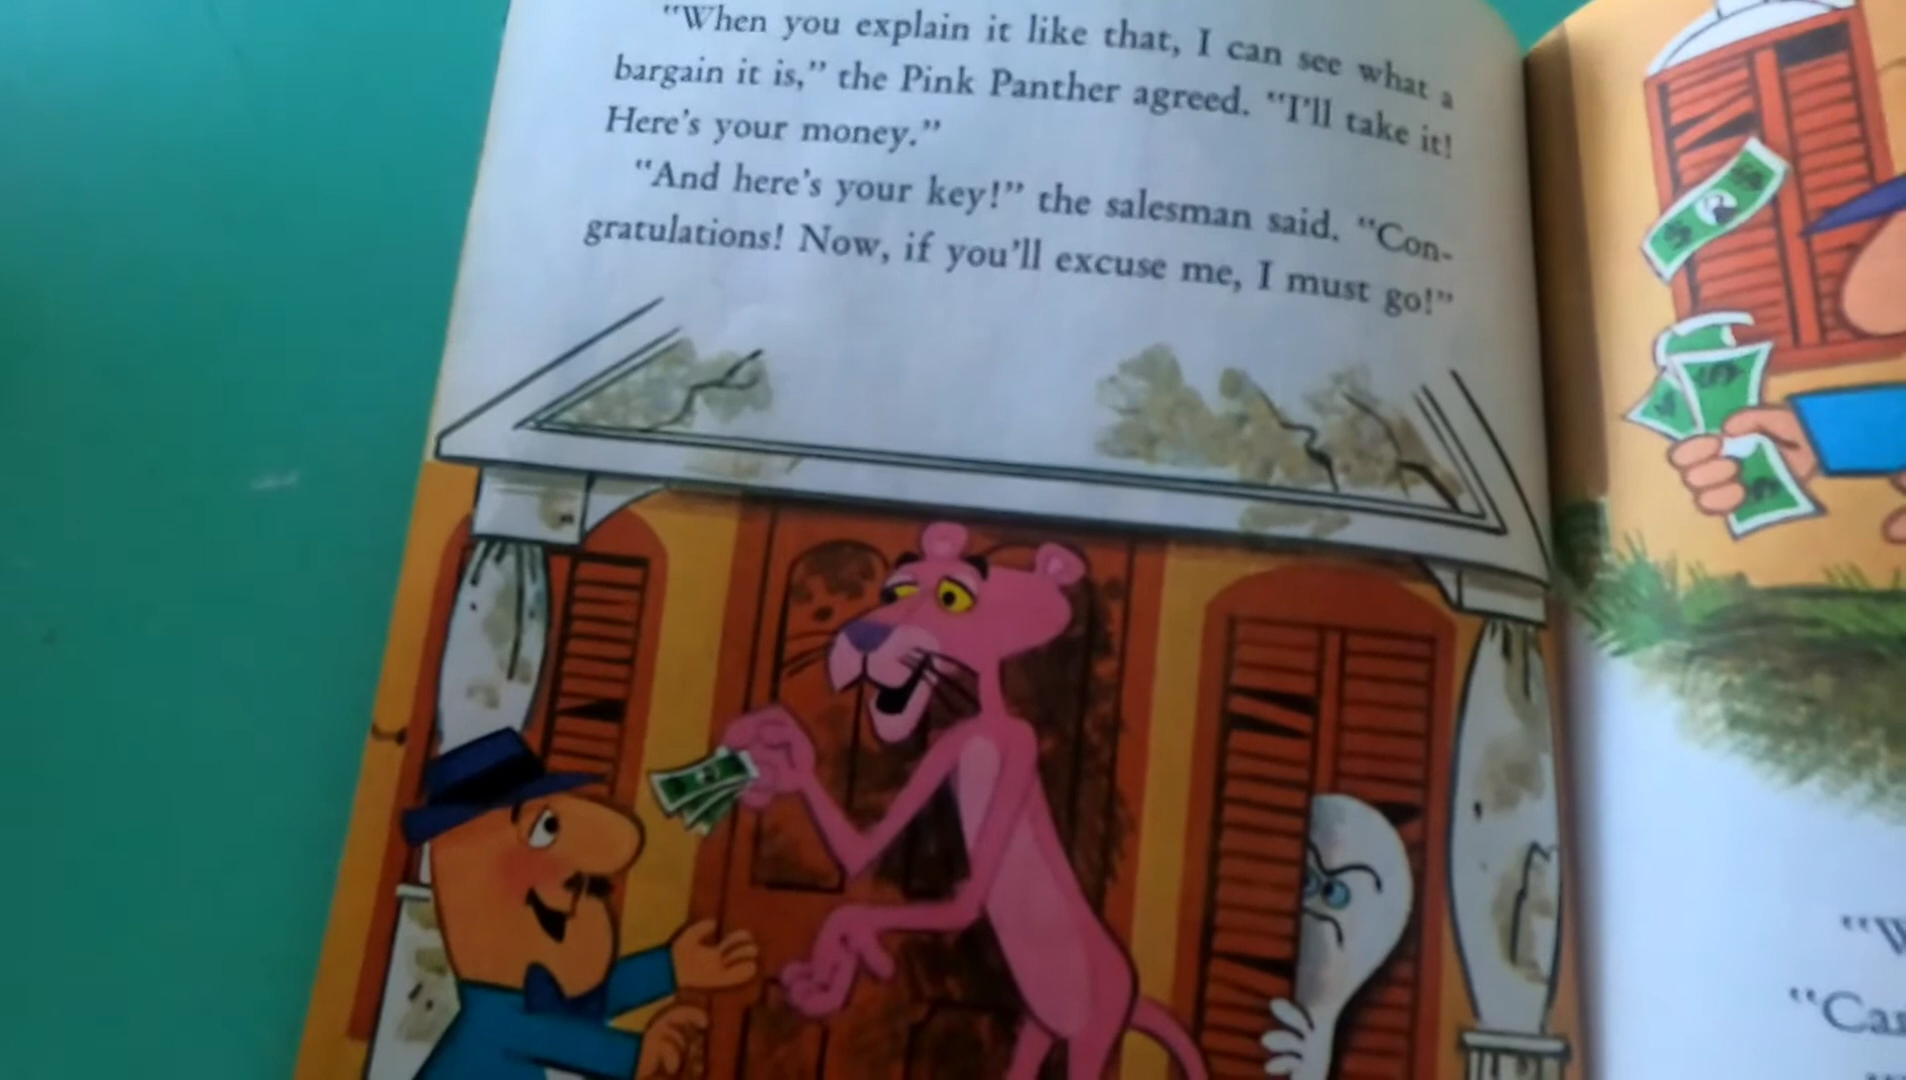 “When you explain it like that, I can see what a
bargain it is,” the Pink Panther agreed. “I’ll take it!
Here’s your money.”
“And here’s your key!” the salesman said. “Con-
gratulations! Now, if you’ll excuse me, I must go!”